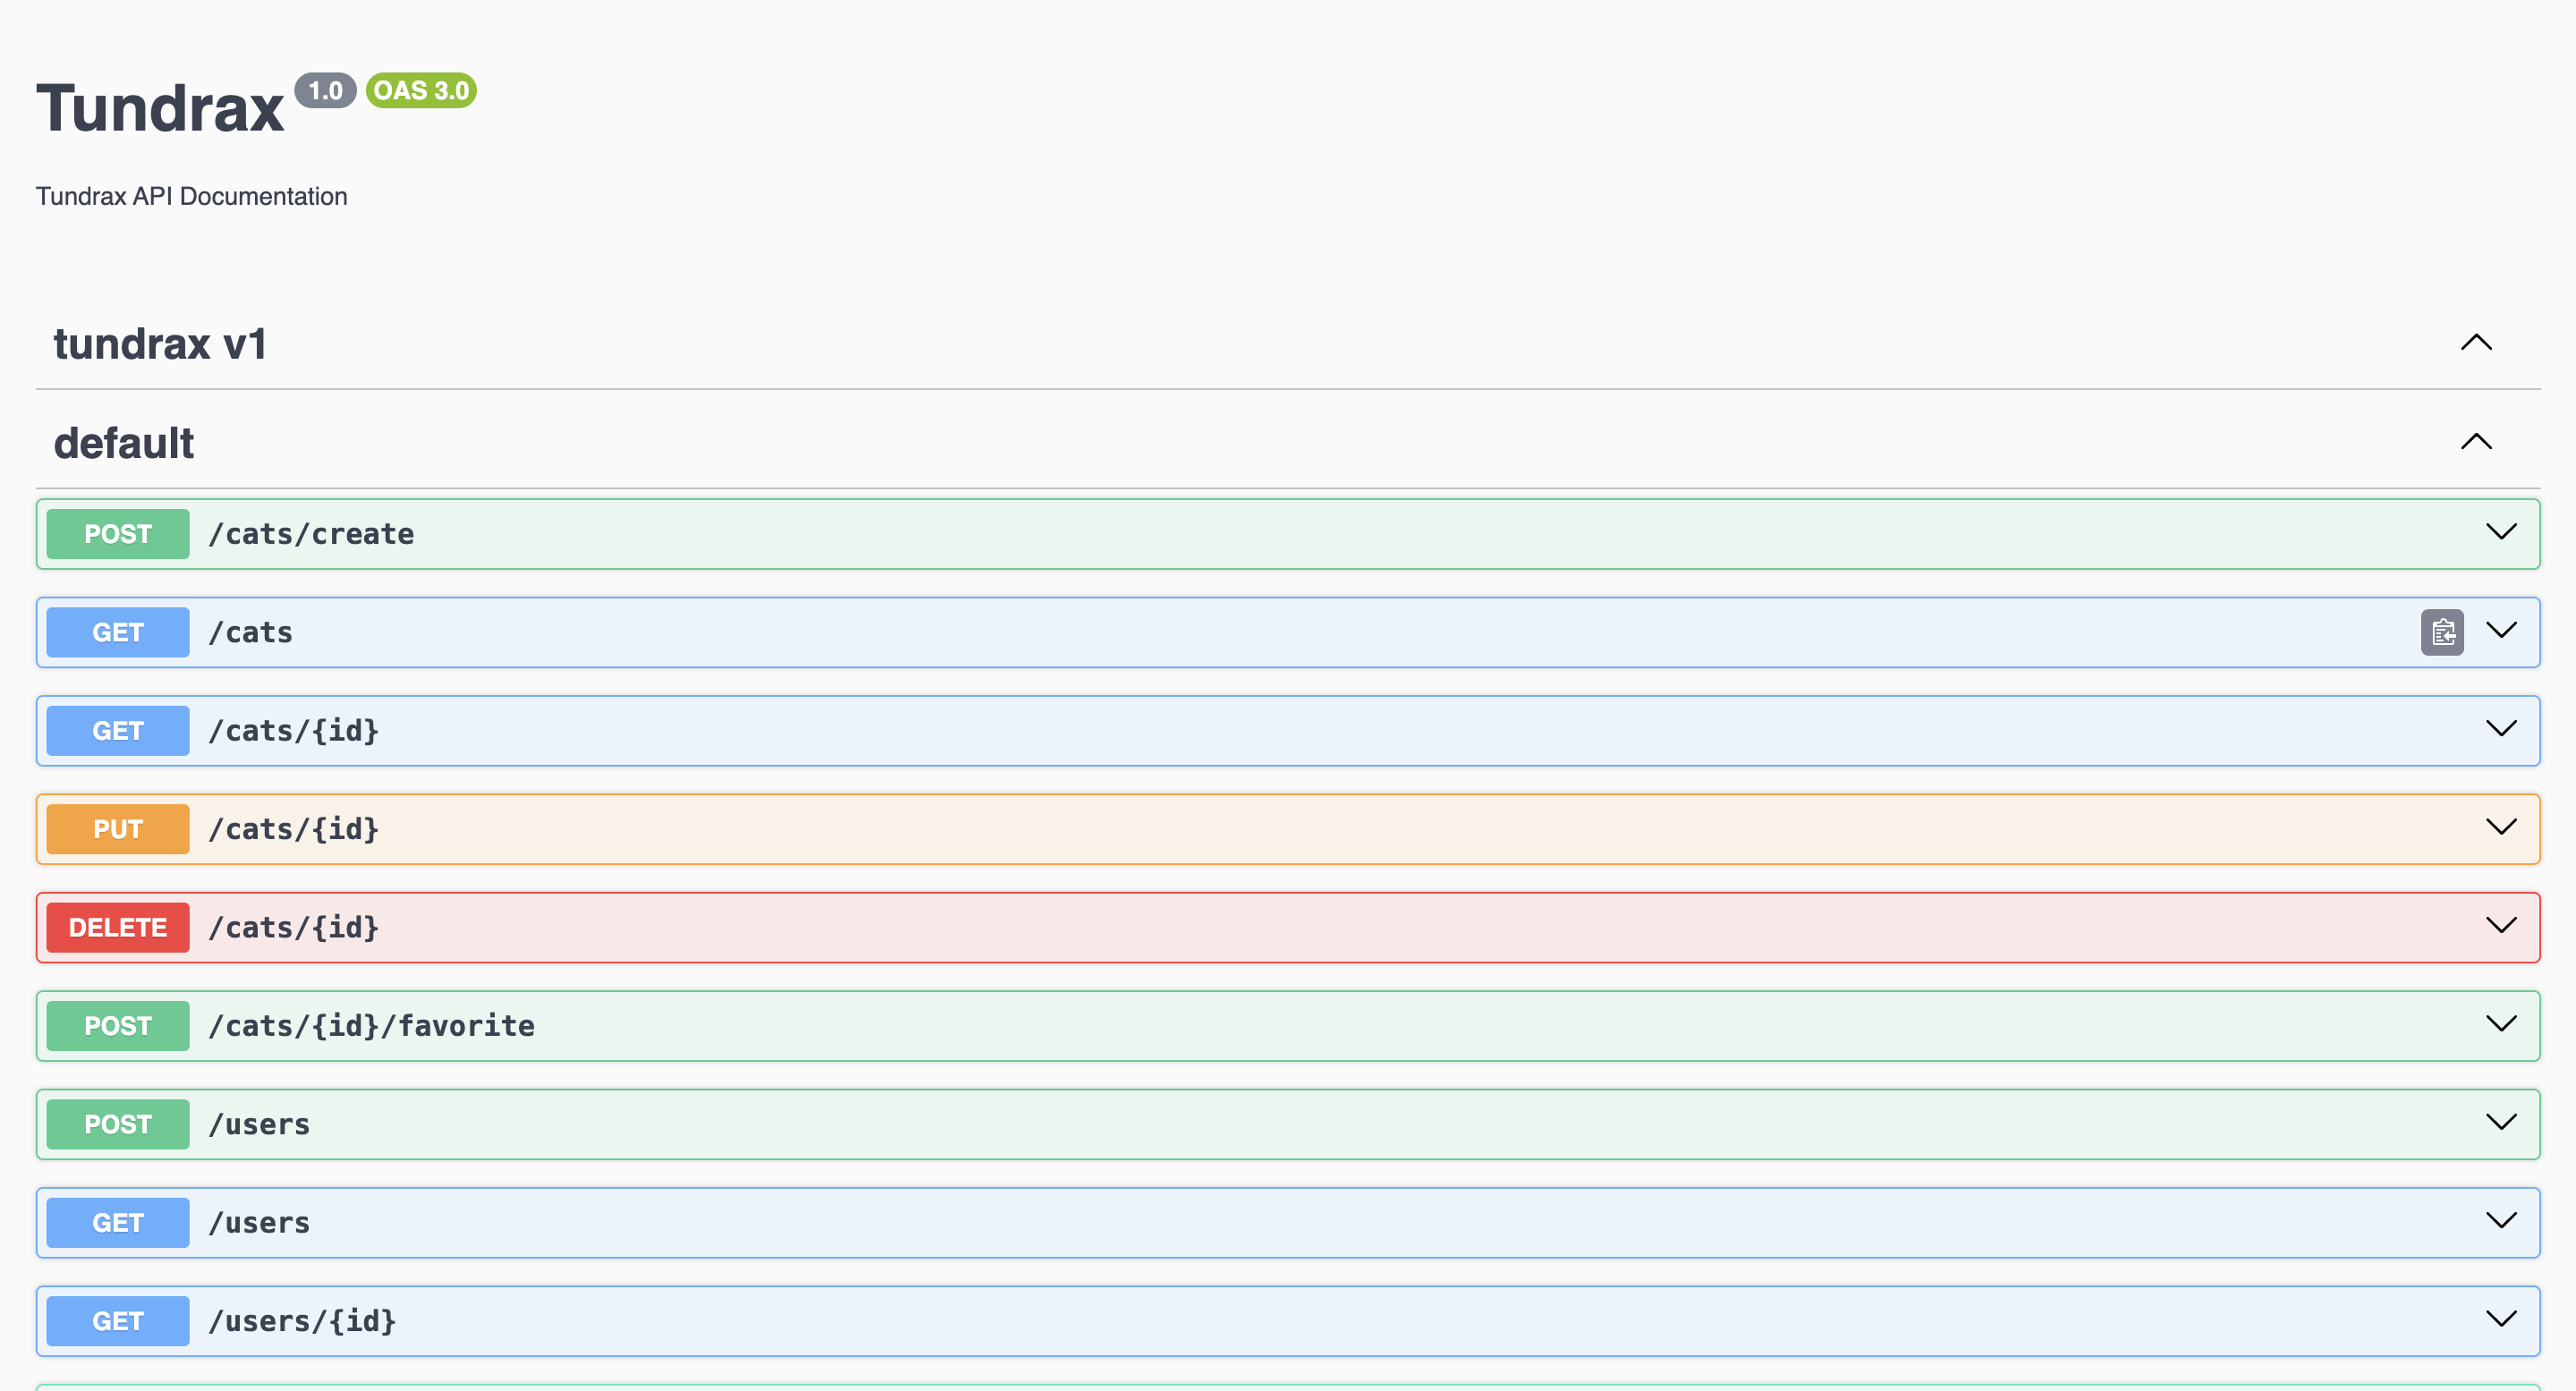 Tundrax 1.0 OAS 3.0
Tundrax API Documentation
tundrax v1
default
POST /cats/create
GET /cats
GET /cats/{id}
PUT /cats/{id}
DELETE /cats/{id}
POST /cats/{id}/favorite
POST /users
GET /users
GET /users/{id}